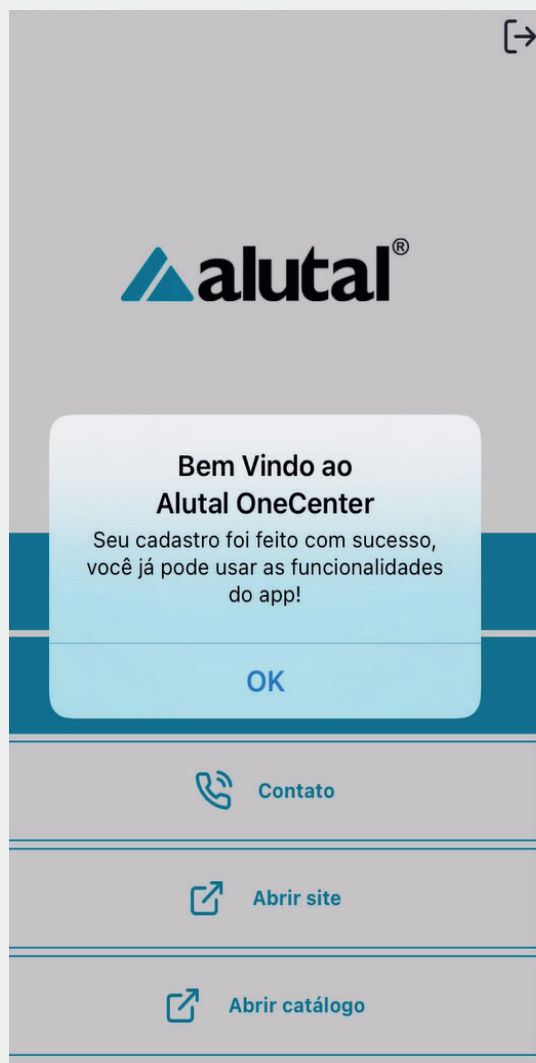 alutal®
Bem Vindo ao
Alutal OneCenter
Seu cadastro foi feito com sucesso,
você já pode usar as funcionalidades
do app!
OK
Contato
Abrir site
Abrir catálogo